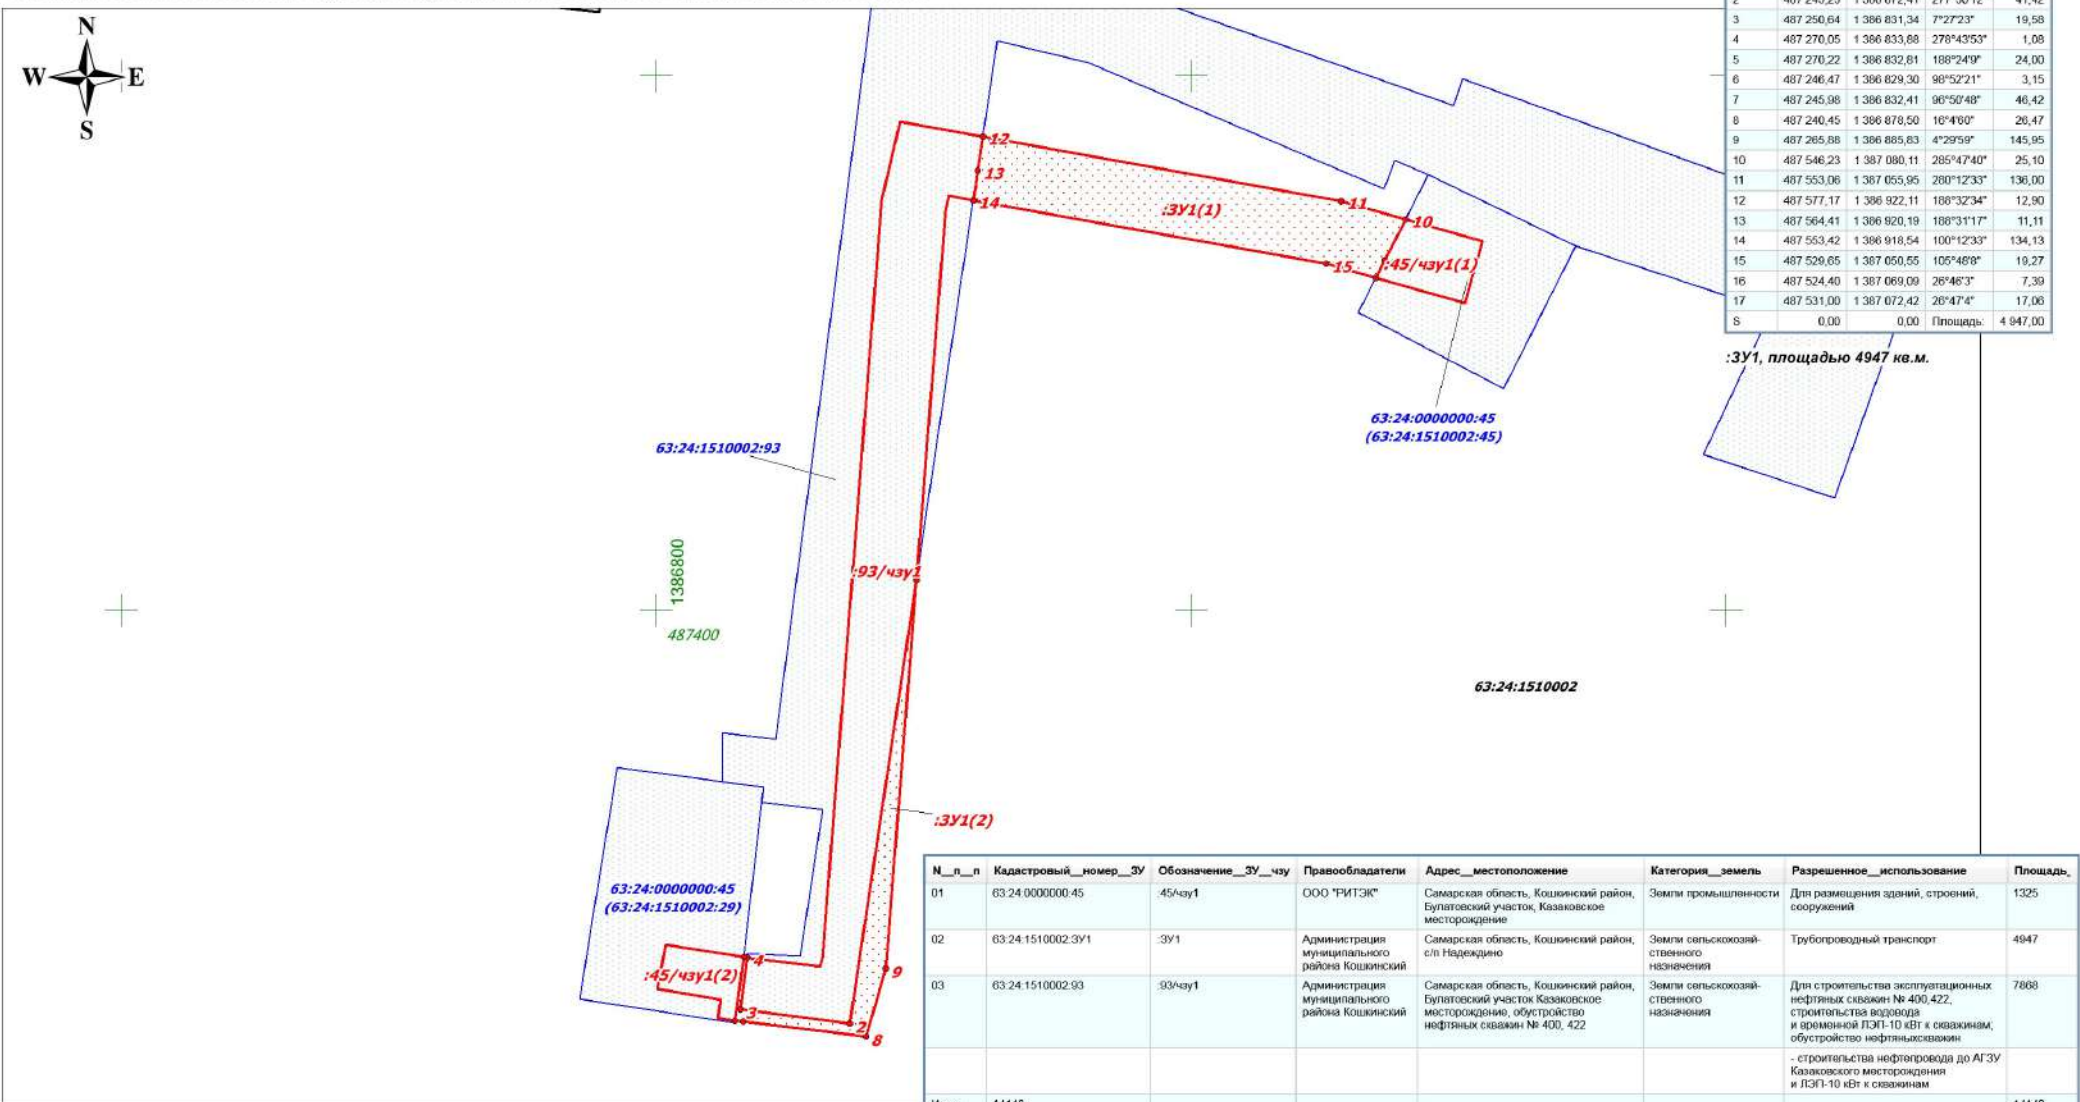 N
W E
S
3 487 250,64 1 386 831,34 7°27'23" 19,58
4 487 270,05 1 386 833,88 278°43'53" 1,08
5 487 270,22 1 386 832,81 188°24'9" 24,00
6 487 246,47 1 386 829,30 98°52'21" 3,15
7 487 245,98 1 386 832,41 96°50'48" 46,42
8 487 240,45 1 386 878,50 16°4'60" 26,47
9 487 265,88 1 386 885,83 4°29'59" 145,95
10 487 546,23 1 387 080,11 285°47'40" 25,10
11 487 553,06 1 387 055,95 280°12'33" 136,00
12 487 577,17 1 386 922,11 188°32'34" 12,90
13 487 564,41 1 386 920,19 188°31'17" 11,11
14 487 553,42 1 386 918,54 100°12'33" 134,13
15 487 529,65 1 387 050,55 105°48'8" 19,27
16 487 524,40 1 387 069,09 26°46'3" 7,39
17 487 531,00 1 387 072,42 26°47'4" 17,06
S 0,00 0,00 Площадь: 4 947,00
:ЗУ1, площадью 4947 кв.м.
12
13
14
:ЗУ1(1)
11
10
15
:45/чзу1(1)
63:24:0000000:45
(63:24:1510002:45)
63:24:1510002:93
:93/чзу1
1386800
487400
63:24:1510002
:ЗУ1(2)
63:24:0000000:45
(63:24:1510002:29)
:45/чзу1(2)
4
9
3
2
8
N__п__п Кадастровый__номер__ЗУ Обозначение__ЗУ__чзу Правообладатели Адрес__местоположение Категория__земель Разрешенное__использование Площадь_
01 63:24:0000000:45 :45/чзу1 ООО "РИТЭК" Самарская область, Кошкинский район, Земли промышленности Для размещения зданий, строений, 1325
Булатовский участок, Казаковское сооружений
месторождение
02 63:24:1510002:ЗУ1 :ЗУ1 Администрация Самарская область, Кошкинский район, Земли сельскохозяй- Трубопроводный транспорт 4947
муниципального с/п Надеждино ственного
района Кошкинский назначения
03 63:24:1510002:93 :93/чзу1 Администрация Самарская область, Кошкинский район, Земли сельскохозяй- Для строительства эксплуатационных 7868
муниципального Булатовский участок Казаковское ственного нефтяных скважин № 400,422,
района Кошкинский месторождение, обустройство назначения строительства водовода
нефтяных скважин № 400, 422 и временной ЛЭП-10 кВт к скважинам;
обустройство нефтяныхскважин
- строительства нефтепровода до АГЗУ
Казаковского месторождения
и ЛЭП-10 кВт к скважинам